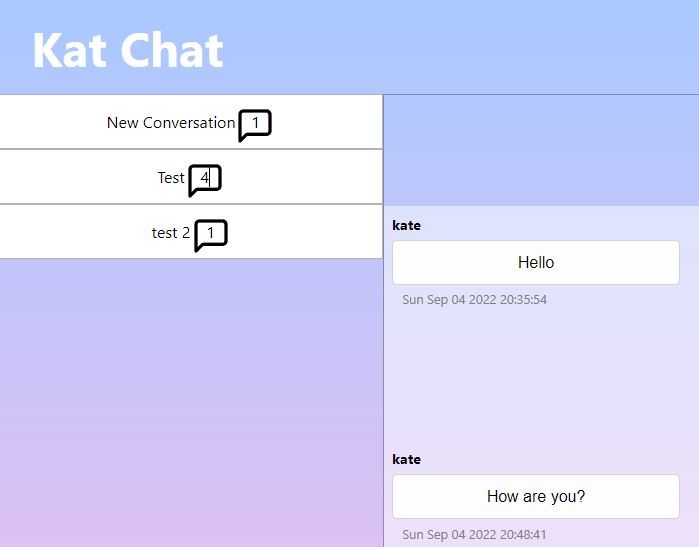 Kat Chat
New Conversation 1
Test 4
test 2 1
kate
Hello
Sun Sep 04 2022 20:35:54
kate
How are you?
Sun Sep 04 2022 20:48:41